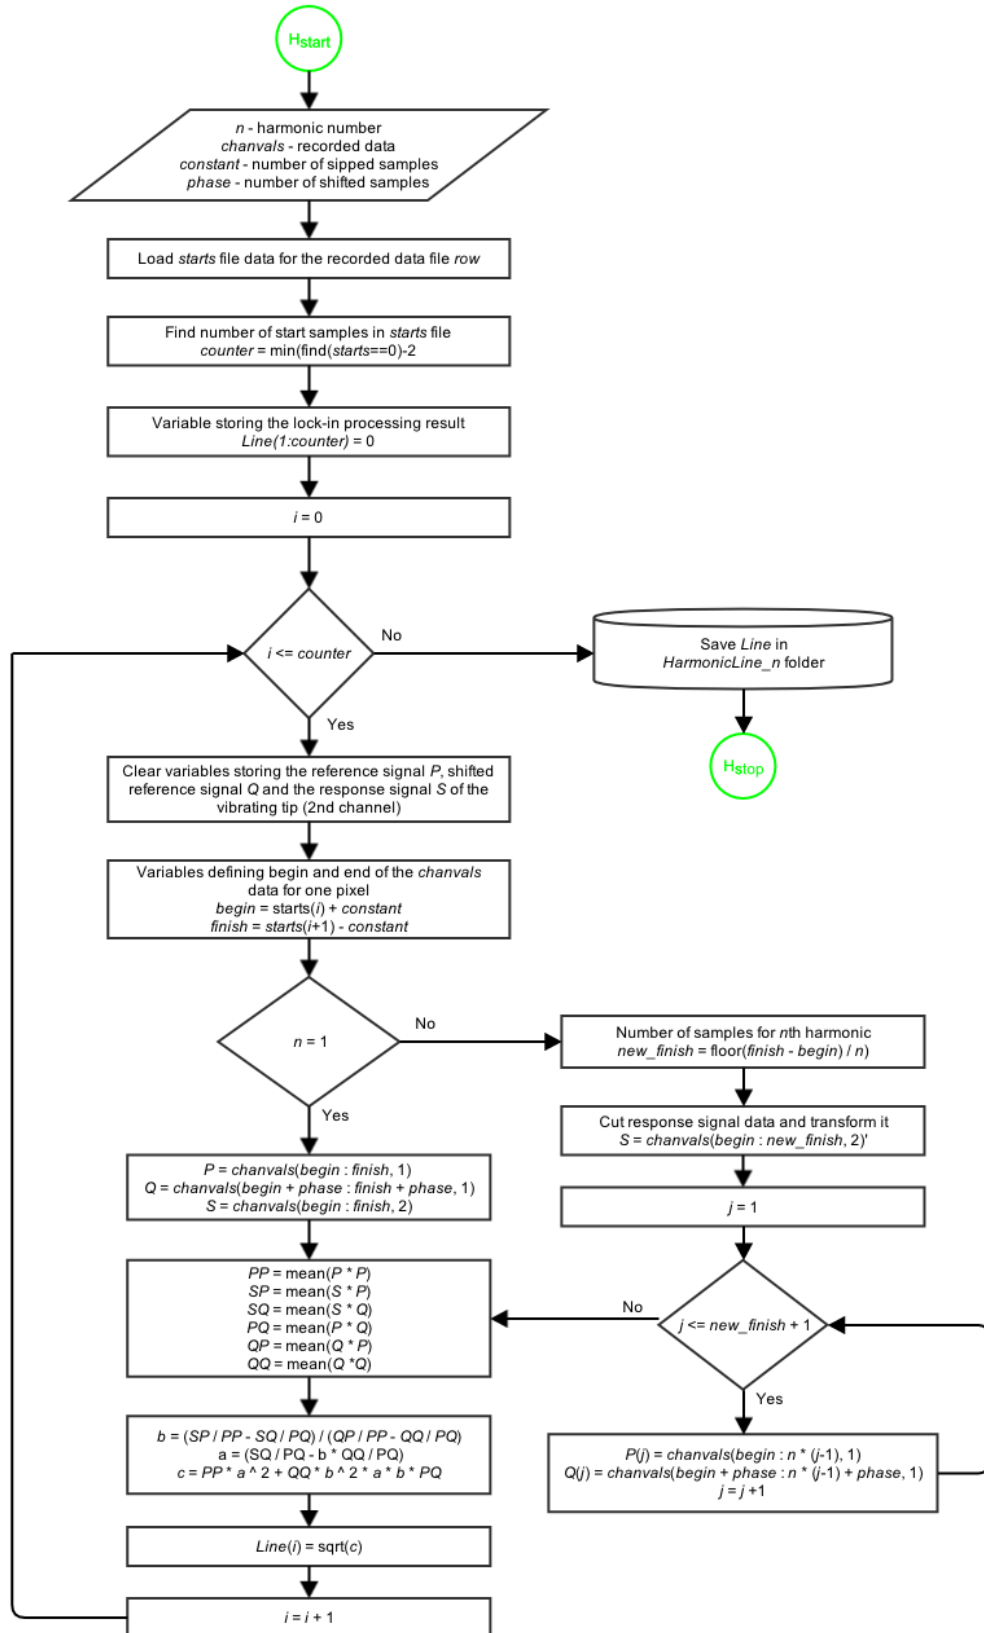 Hstart
n - harmonic number
chanvals - recorded data
constant - number of sipped samples
phase - number of shifted samples
Load starts file data for the recorded data file row
Find number of start samples in starts file
counter = min(find(starts==0)-2
Variable storing the lock-in processing result
Line(1:counter) = 0
i = 0
i <= counter
No
Save Line in
HarmonicLine_n folder
Hstop
Yes
Clear variables storing the reference signal P, shifted
reference signal Q and the response signal S of the
vibrating tip (2nd channel)
Variables defining begin and end of the chanvals
data for one pixel
begin = starts(i) + constant
finish = starts(i+1) - constant
n = 1
No
Number of samples for nth harmonic
new_finish = floor(finish - begin) / n)
Cut response signal data and transform it
S = chanvals(begin : new_finish, 2)'
j = 1
j <= new_finish + 1
No
Yes
P(j) = chanvals(begin : n * (j-1), 1)
Q(j) = chanvals(begin + phase : n * (j-1) + phase, 1)
j = j +1
Yes
P = chanvals(begin : finish, 1)
Q = chanvals(begin + phase : finish + phase, 1)
S = chanvals(begin : finish, 2)
PP = mean(P * P)
SP = mean(S * P)
SQ = mean(S * Q)
PQ = mean(P * Q)
QP = mean(Q * P)
QQ = mean(Q *Q)
b = (SP / PP - SQ / PQ) / (QP / PP - QQ / PQ)
a = (SQ / PQ - b * QQ / PQ)
c = PP * a ^ 2 + QQ * b ^ 2 * a * b * PQ
Line(i) = sqrt(c)
i = i + 1